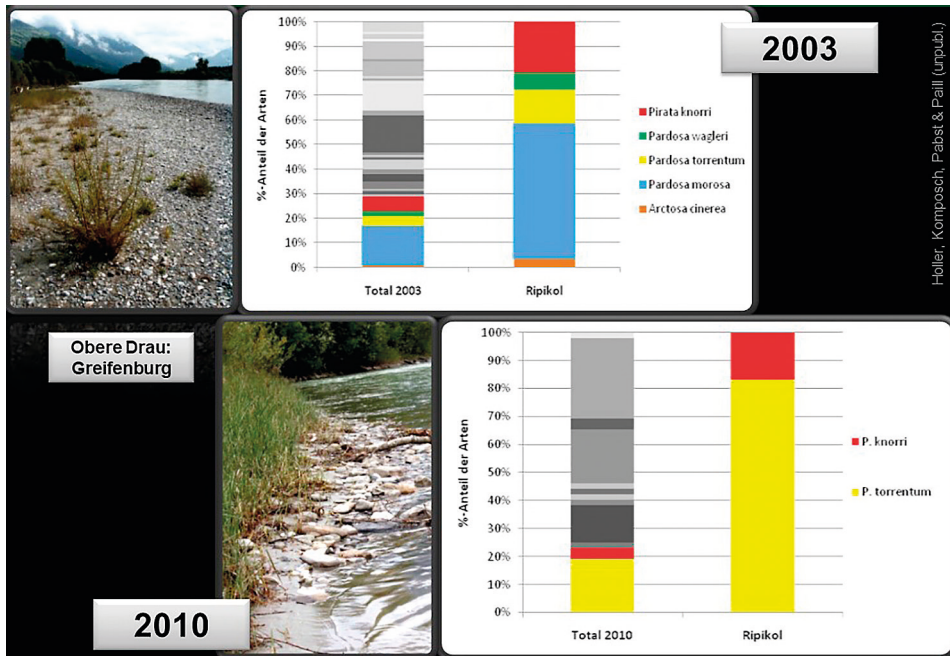 2003
100%
90%
80%
70%
60%
50%
40%
30%
20%
10%
0%
%-Anteil der Arten
Total 2003
Ripikol
Pirata knorri
Pardosa wagleri
Pardosa torrentum
Pardosa morosa
Arctosa cinerea
Holler, Komposch, Pabst & Paill (unpubl.)
Obere Drau:
Greifenburg
2010
100%
90%
80%
70%
60%
50%
40%
30%
20%
10%
0%
%-Anteil der Arten
Total 2010
Ripikol
P. knorri
P. torrentum